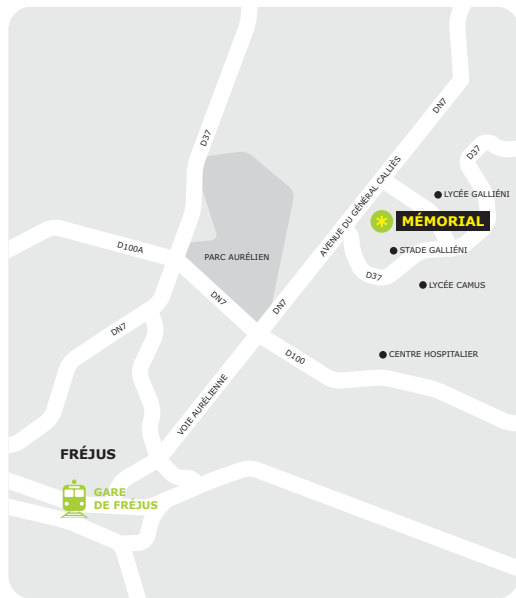 DN7
D37
D37
AVENUE DU GÉNÉRAL CALLIÈS
LYCÉE GALLIÉNI
MÉMORIAL
D100A
PARC AURÉLIEN
STADE GALLIÉNI
D37
LYCÉE CAMUS
DN7
DN7
DN7
D100
CENTRE HOSPITALIER
VOIE AURÉLIENNE
FRÉJUS
GARE
DE FRÉJUS